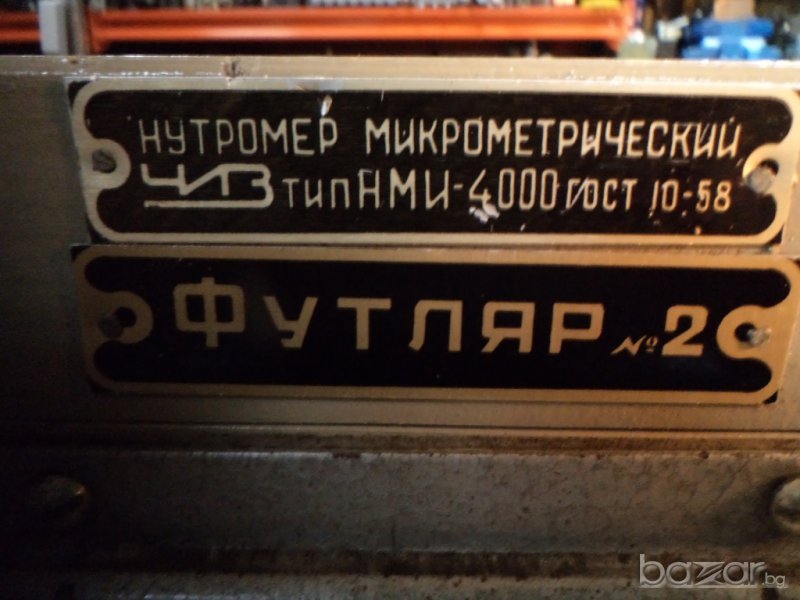 НУТРОМЕР МИКРОМЕТРИЧЕСКИЙ
ЧИЗ ТИП НМИ-4000 ГОСТ 10-58
ФУТЛЯР № 2
bazar.bg